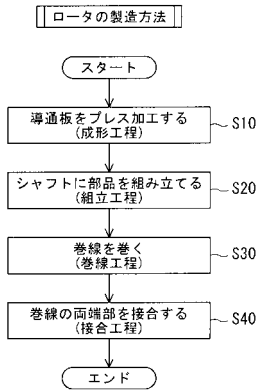 ロータの製造方法
スタート
導通板をプレス加工する
(成形工程)
S10
シャフトに部品を組み立てる
(組立工程)
S20
巻線を巻く
(巻線工程)
S30
巻線の両端部を接合する
(接合工程)
S40
エンド